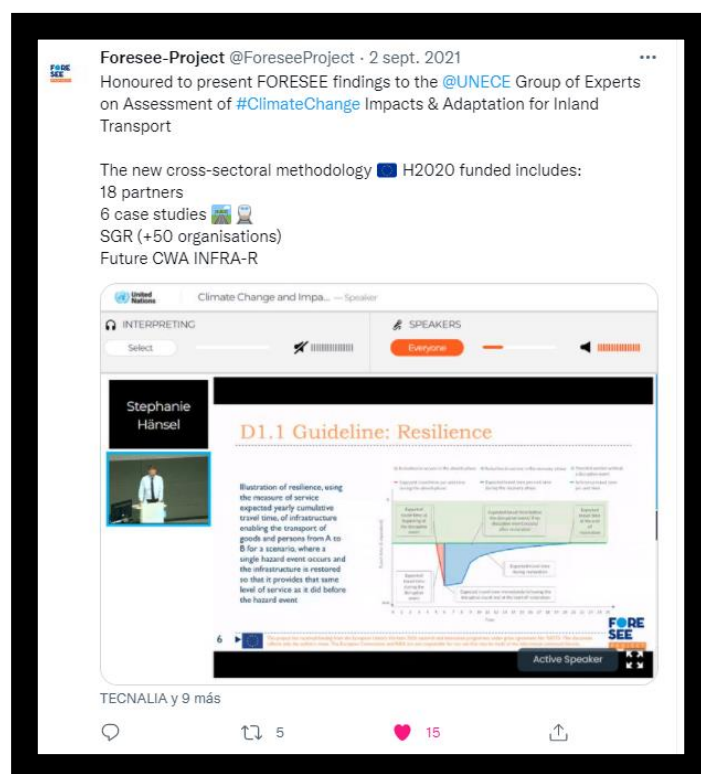 Foresee-Project @ForeseeProject · 2 sept. 2021
Honoured to present FORESEE findings to the @UNECE Group of Experts
on Assessment of #ClimateChange Impacts & Adaptation for Inland
Transport
The new cross-sectoral methodology 🇪🇺 H2020 funded includes:
18 partners
6 case studies 🛣️ 🚆
SGR (+50 organisations)
Future CWA INFRA-R
United Nations
Climate Change and Impa... — Speaker
INTERPRETING
Select
SPEAKERS
Everyone
Stephanie
Hänsel
D1.1 Guideline: Resilience
Illustration of resilience, using
the measure of service
expected yearly cumulative
travel time, of infrastructure
enabling the transport of
goods and persons from A to
B for a scenario, where a
single hazard event occurs and
the infrastructure is restored
so that it provides that same
level of service as it did before
the hazard event
6
FORE
SEE
Active Speaker
TECNALIA y 9 más
5
15